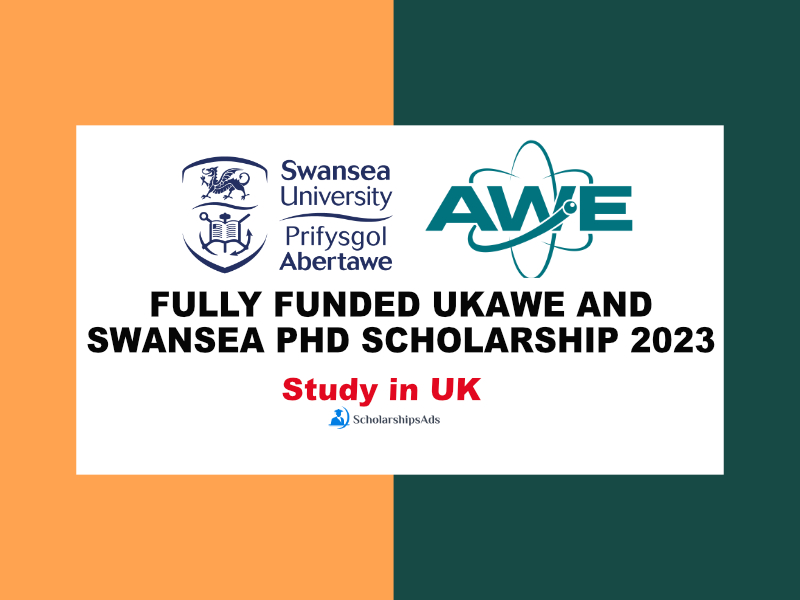 Swansea
University
Prifysgol
Abertawe
AWE
FULLY FUNDED UKAWE AND
SWANSEA PHD SCHOLARSHIP 2023
Study in UK
ScholarshipsAds